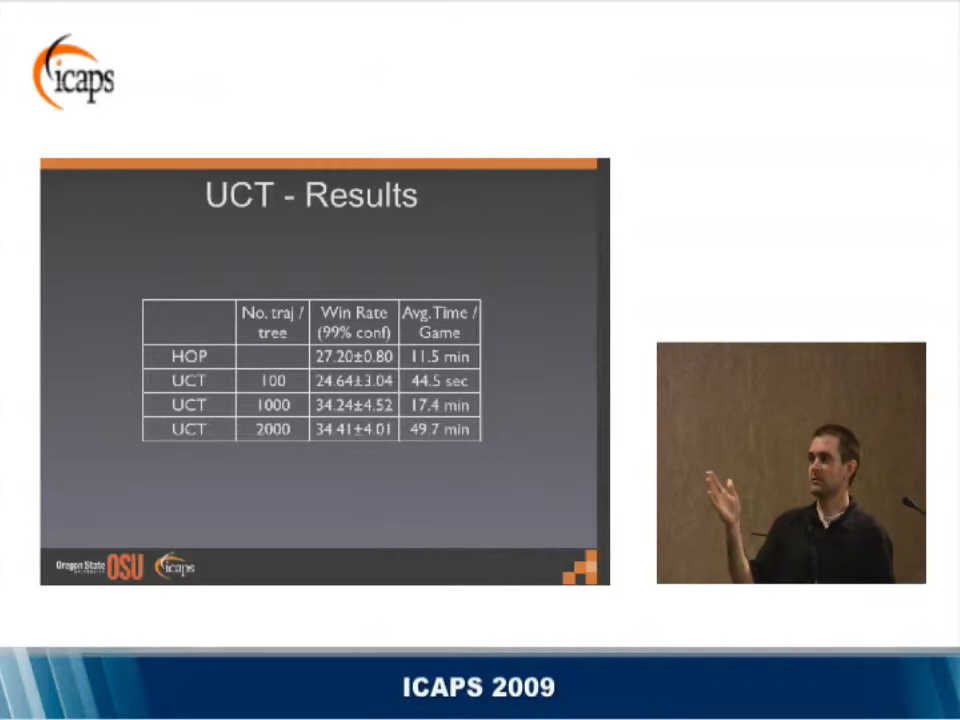 icaps
UCT - Results
No. traj / tree Win Rate (99% conf) Avg. Time / Game
HOP 27.20±0.80 11.5 min
UCT 100 24.64±3.04 44.5 sec
UCT 1000 34.24±4.52 17.4 min
UCT 2000 34.41±4.01 49.7 min
Oregon State OSU icaps
UNIVERSITY
ICAPS 2009